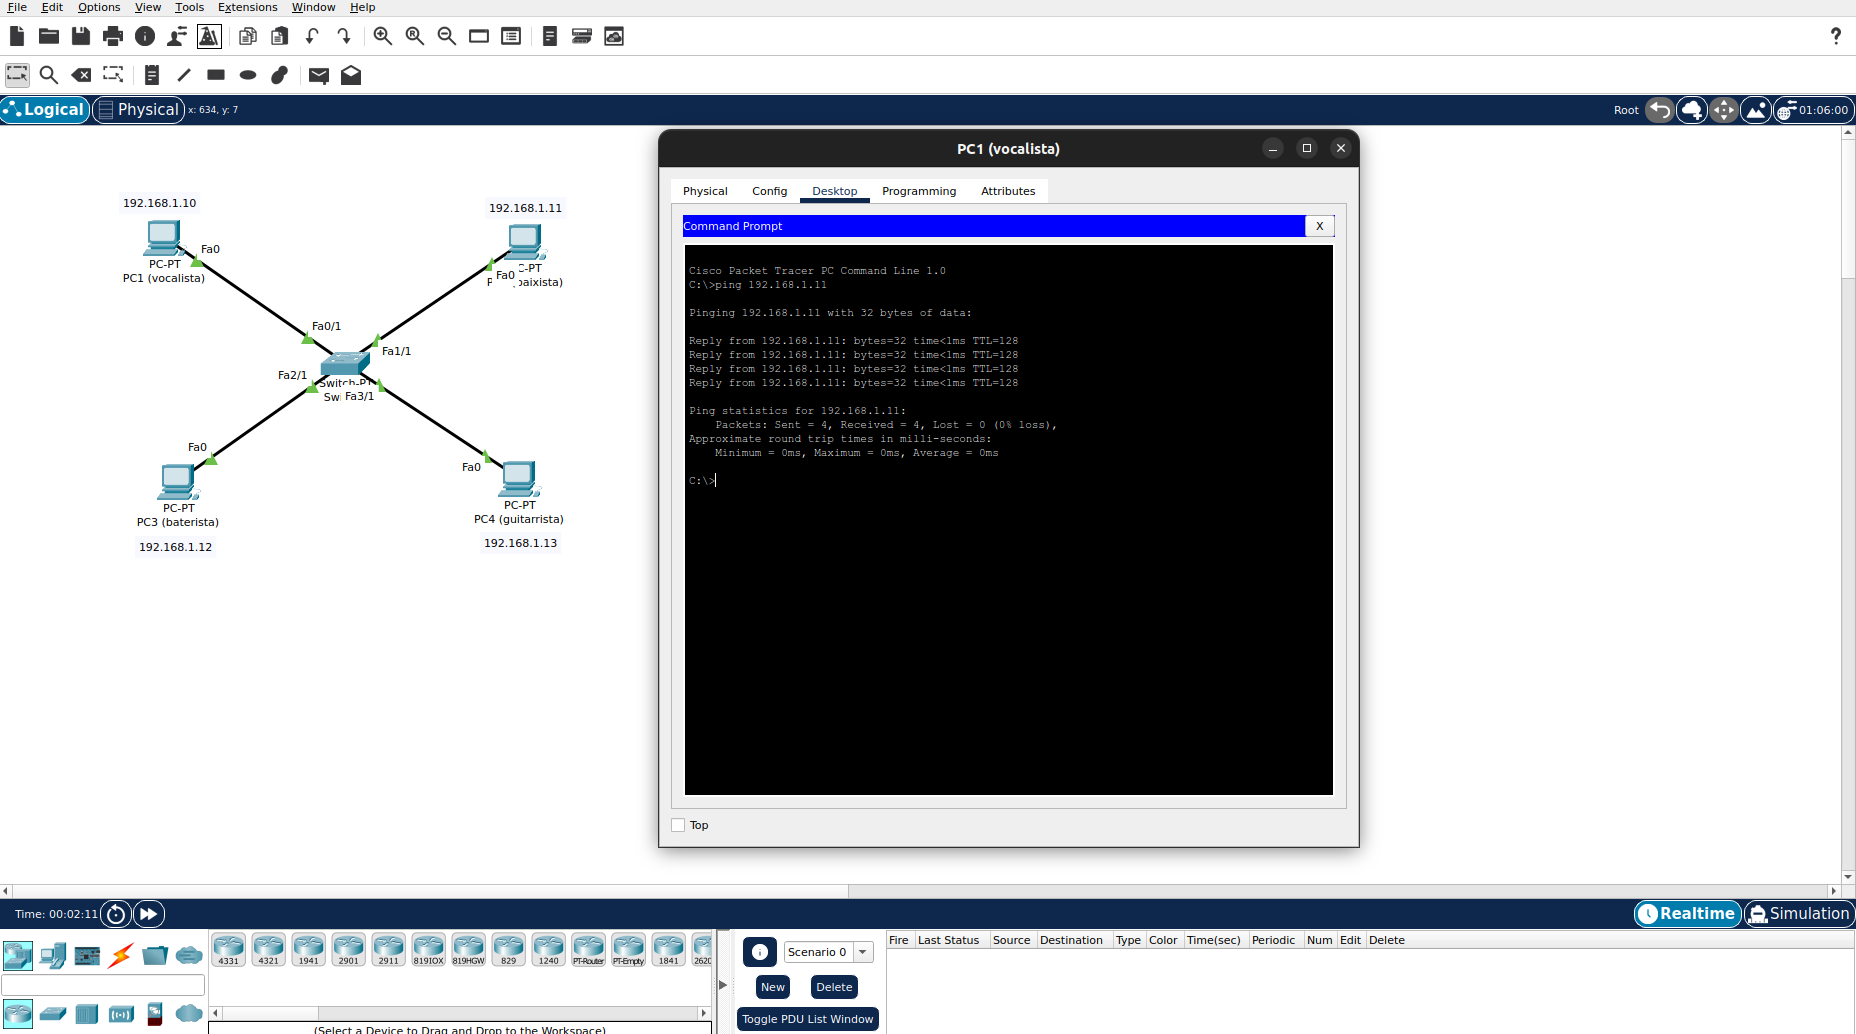 File Edit Options View Tools Extensions Window Help
?
Logical Physical x: 634, y: 7 Root 01:06:00
192.168.1.10
Fa0
PC-PT
PC1 (vocalista)
192.168.1.11
Fa0
C-PT
baixista)
Fa0/1
Fa1/1
Fa2/1
Switch-PT
Fa3/1
Fa0
PC-PT
PC3 (baterista)
192.168.1.12
Fa0
PC-PT
PC4 (guitarrista)
192.168.1.13
PC1 (vocalista)
Physical Config Desktop Programming Attributes
Command Prompt X
Cisco Packet Tracer PC Command Line 1.0
C:\>ping 192.168.1.11
Pinging 192.168.1.11 with 32 bytes of data:
Reply from 192.168.1.11: bytes=32 time<1ms TTL=128
Reply from 192.168.1.11: bytes=32 time<1ms TTL=128
Reply from 192.168.1.11: bytes=32 time<1ms TTL=128
Reply from 192.168.1.11: bytes=32 time<1ms TTL=128
Ping statistics for 192.168.1.11:
Packets: Sent = 4, Received = 4, Lost = 0 (0% loss),
Approximate round trip times in milli-seconds:
Minimum = 0ms, Maximum = 0ms, Average = 0ms
C:\>
Top
Time: 00:02:11 Realtime Simulation
4331 4321 1941 2901 2911 819IOX 819HGW 829 1240 PT-Router PT-Empty 1841 2620
(Select a Device to Drag and Drop to the Workspace)
Scenario 0
New Delete
Toggle PDU List Window
Fire Last Status Source Destination Type Color Time(sec) Periodic Num Edit Delete